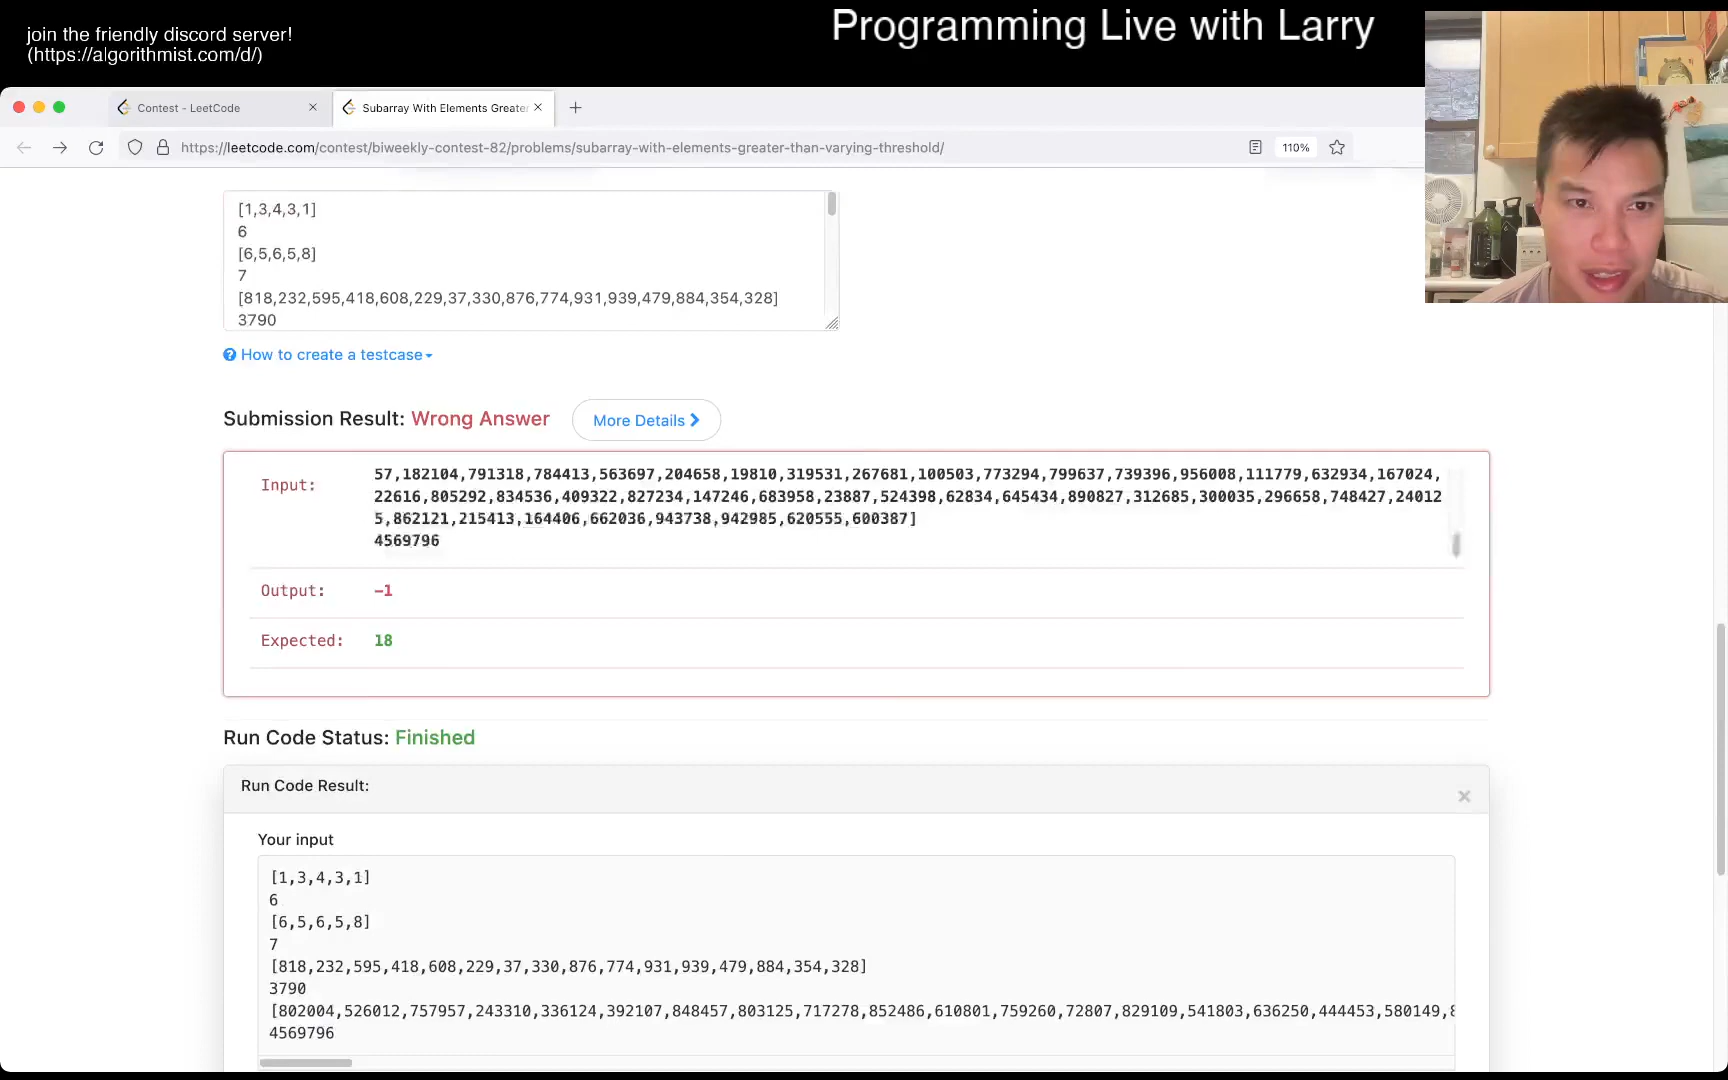 join the friendly discord server!
(https://algorithmist.com/d/)
Programming Live with Larry
Contest - LeetCode
Subarray With Elements Greater
https://leetcode.com/contest/biweekly-contest-82/problems/subarray-with-elements-greater-than-varying-threshold/
110%
[1,3,4,3,1]
6
[6,5,6,5,8]
7
[818,232,595,418,608,229,37,330,876,774,931,939,479,884,354,328]
3790
How to create a testcase
Submission Result: Wrong Answer
More Details
Input:
57,182104,791318,784413,563697,204658,19810,319531,267681,100503,773294,799637,739396,956008,111779,632934,167024,
22616,805292,834536,409322,827234,147246,683958,23887,524398,62834,645434,890827,312685,300035,296658,748427,24012
5,862121,215413,164406,662036,943738,942985,620555,600387]
4569796
Output: -1
Expected: 18
Run Code Status: Finished
Run Code Result:
Your input
[1,3,4,3,1]
6
[6,5,6,5,8]
7
[818,232,595,418,608,229,37,330,876,774,931,939,479,884,354,328]
3790
[802004,526012,757957,243310,336124,392107,848457,803125,717278,852486,610801,759260,72807,829109,541803,636250,444453,580149,
4569796